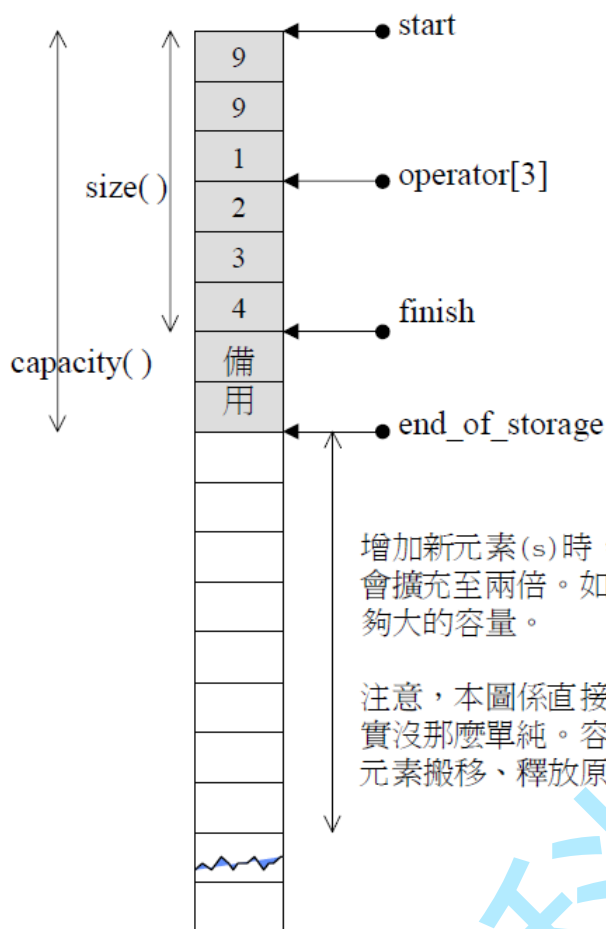 start
9
9
1
operator[3]
size( )
2
3
4
finish
capacity( )
備
用
end_of_storage
增加新元素(s)時
會擴充至兩倍。如
夠大的容量。
注意，本圖係直接
實沒那麼單純。容
元素搬移、釋放原